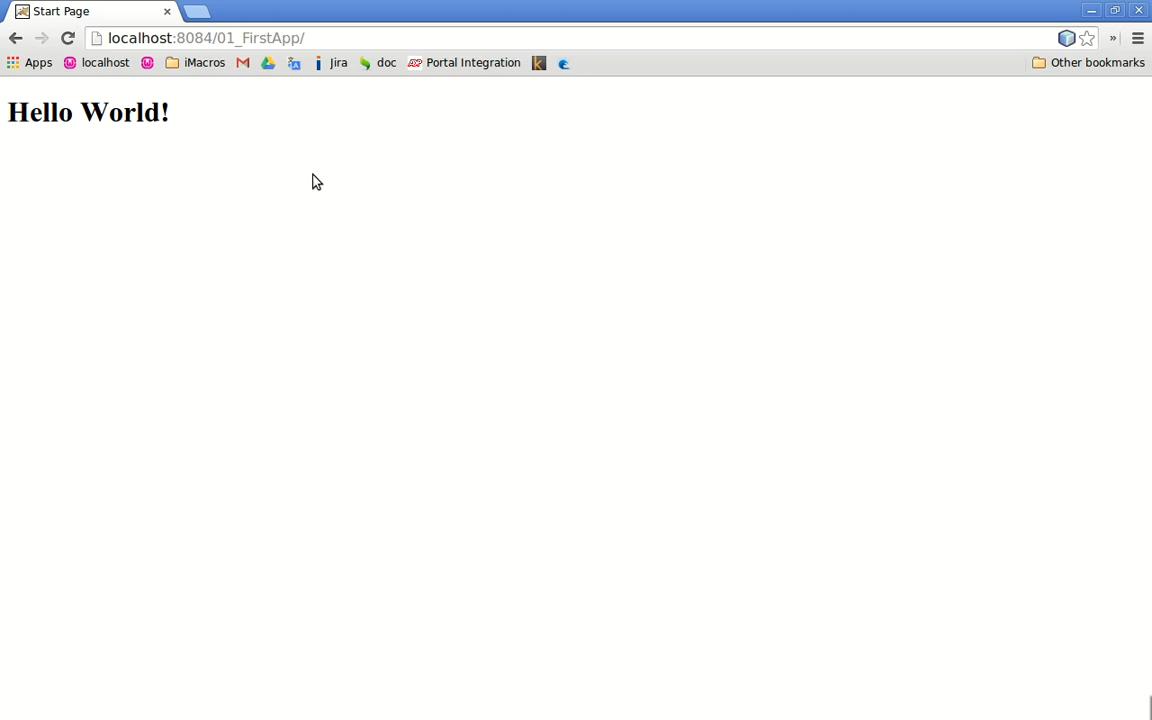 Start Page
localhost:8084/01_FirstApp/
Apps localhost iMacros Jira doc Portal Integration Other bookmarks
Hello World!